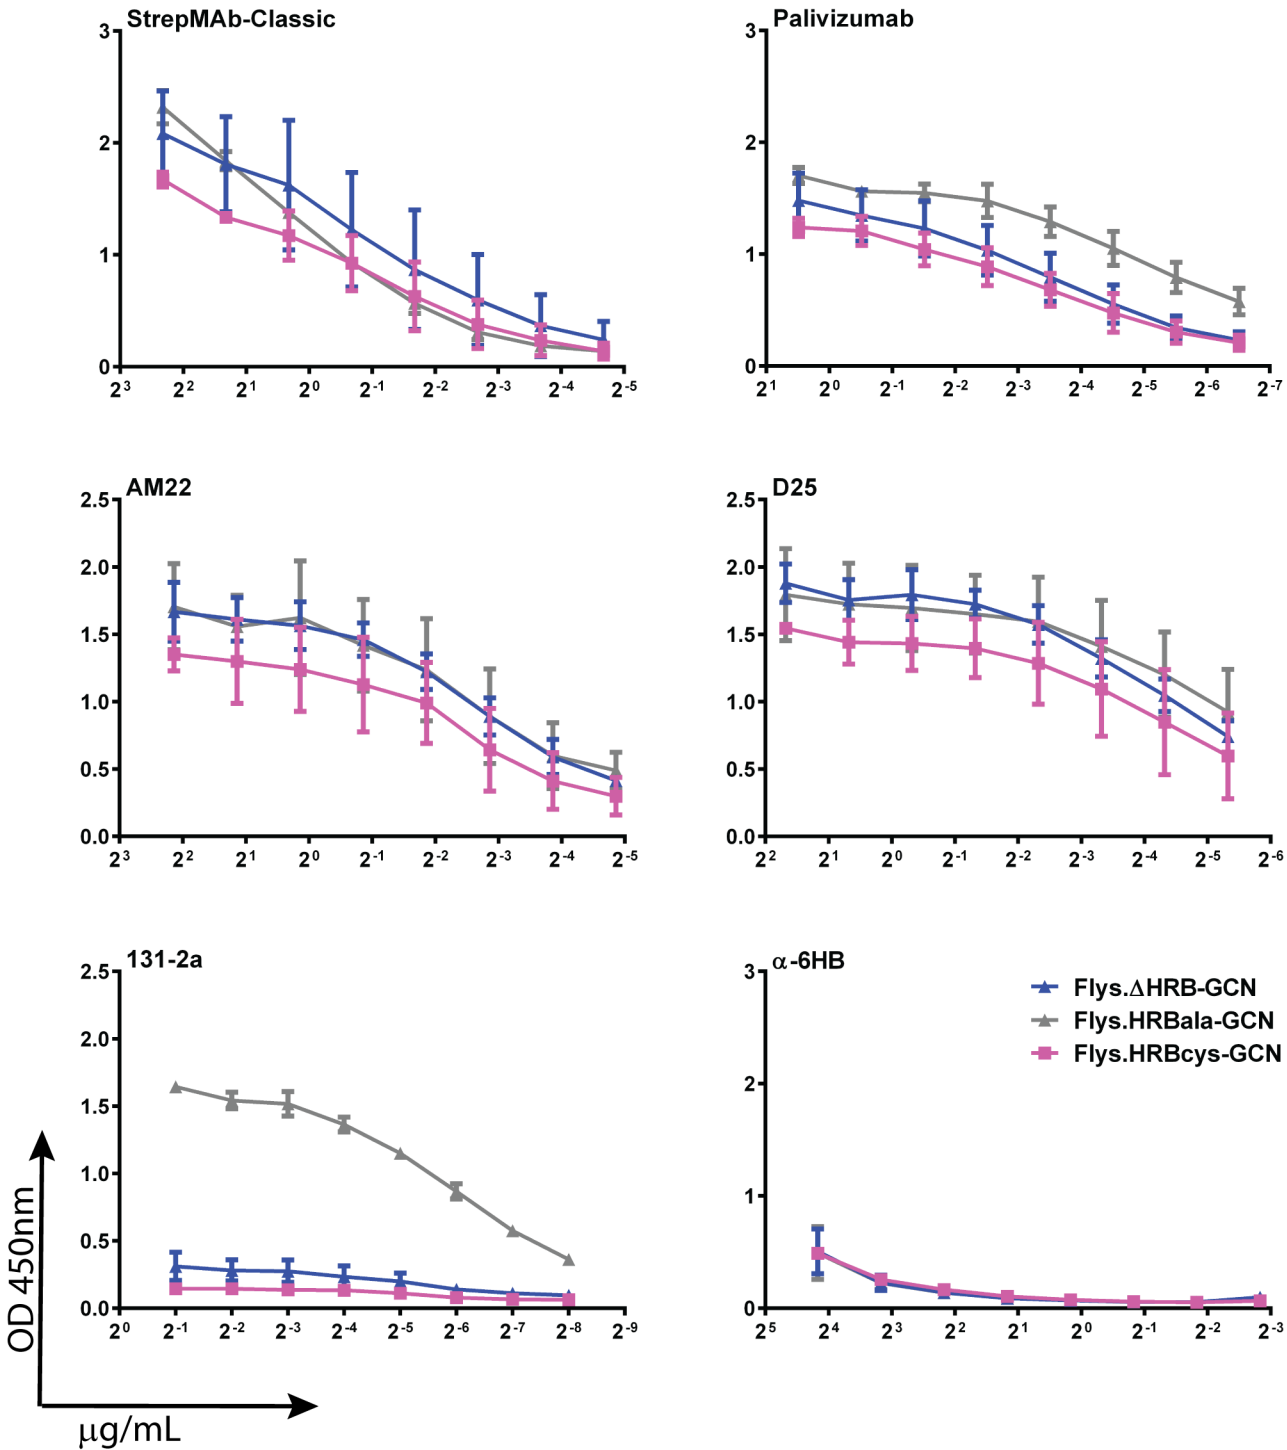 StrepMAb-Classic
3
2
1
0
2³ 2² 2¹ 2⁰ 2⁻¹ 2⁻² 2⁻³ 2⁻⁴ 2⁻⁵
Palivizumab
3
2
1
0
2¹ 2⁰ 2⁻¹ 2⁻² 2⁻³ 2⁻⁴ 2⁻⁵ 2⁻⁶ 2⁻⁷
AM22
2.5
2.0
1.5
1.0
0.5
0.0
2³ 2² 2¹ 2⁰ 2⁻¹ 2⁻² 2⁻³ 2⁻⁴ 2⁻⁵
D25
2.5
2.0
1.5
1.0
0.5
0.0
2² 2¹ 2⁰ 2⁻¹ 2⁻² 2⁻³ 2⁻⁴ 2⁻⁵ 2⁻⁶
131-2a
2.5
2.0
1.5
1.0
0.5
0.0
2⁰ 2⁻¹ 2⁻² 2⁻³ 2⁻⁴ 2⁻⁵ 2⁻⁶ 2⁻⁷ 2⁻⁸ 2⁻⁹
α-6HB
3
2
1
0
2⁵ 2⁴ 2³ 2² 2¹ 2⁰ 2⁻¹ 2⁻² 2⁻³
Flys.ΔHRB-GCN
Flys.HRBala-GCN
Flys.HRBcys-GCN
OD 450nm
μg/mL